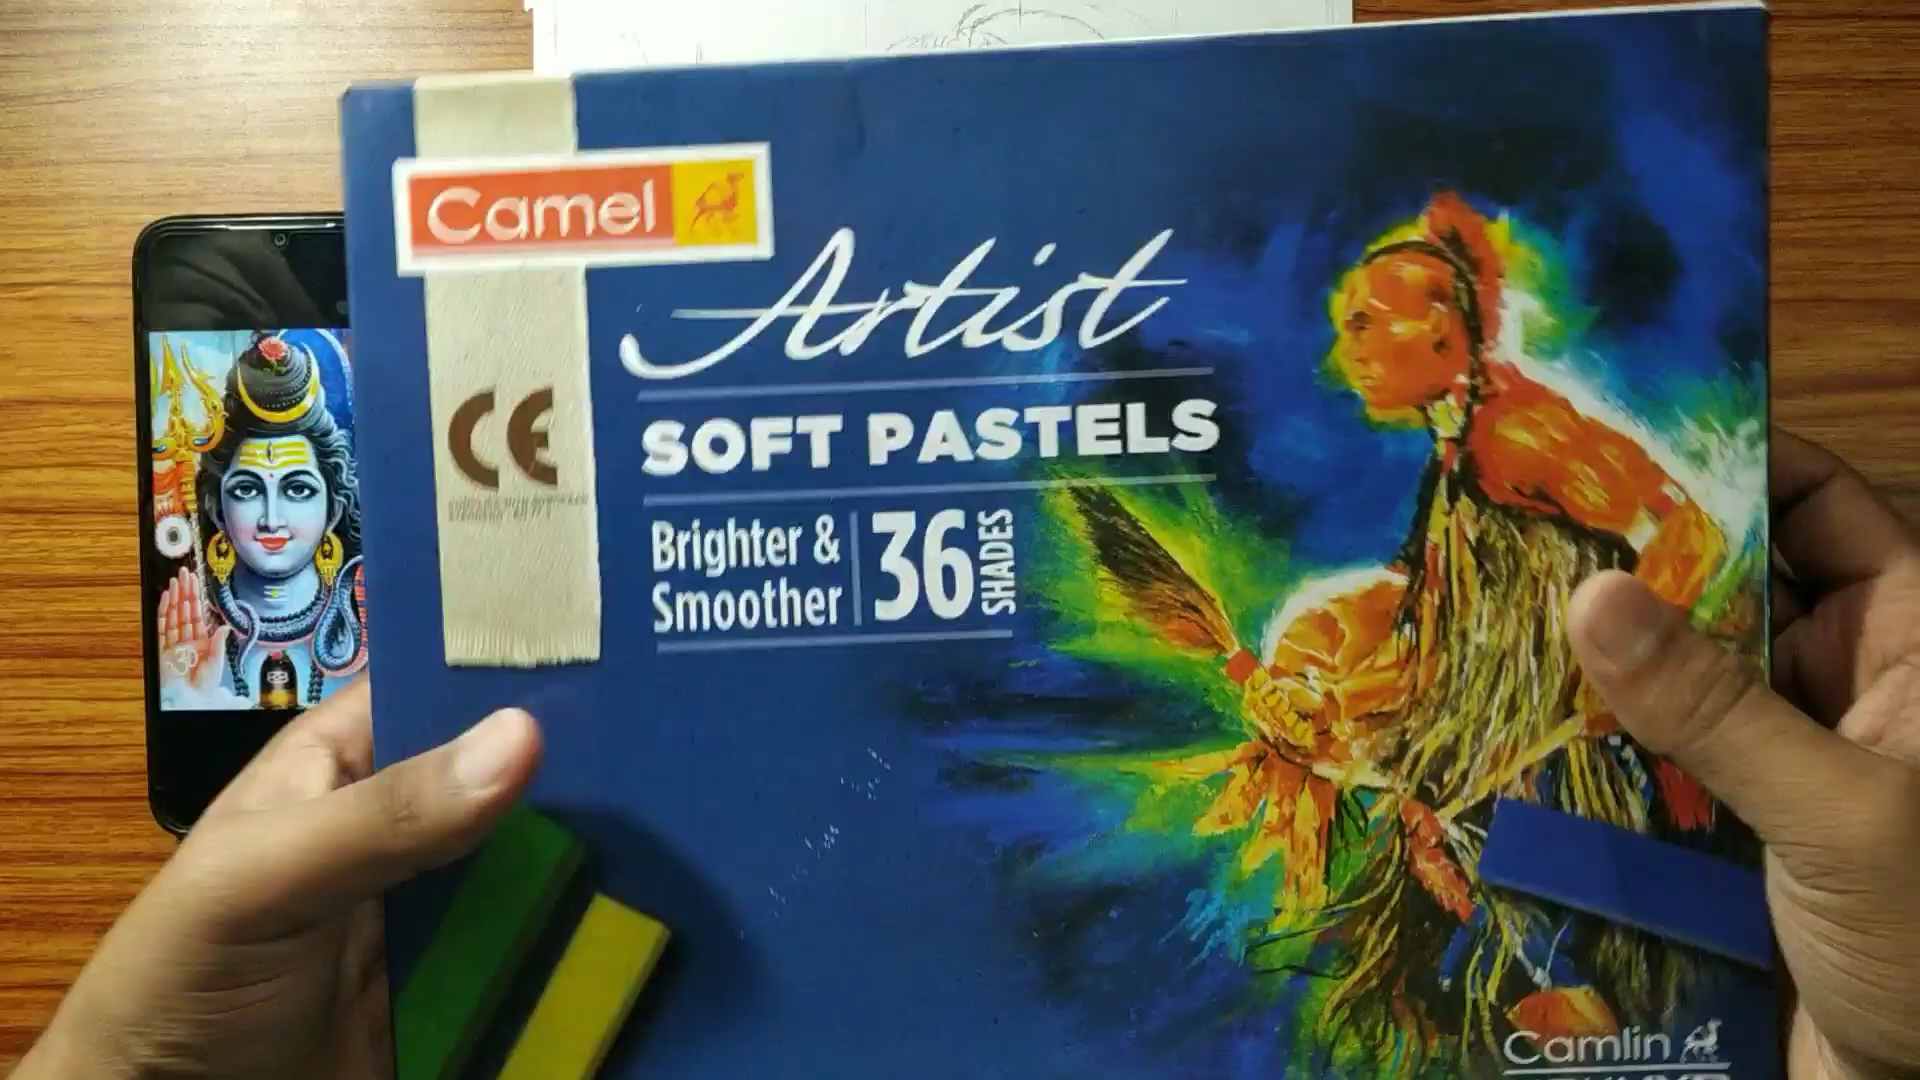 Camel
Artist
SOFT PASTELS
CE
Brighter &
Smoother
36
SHADES
ॐ
Camlin